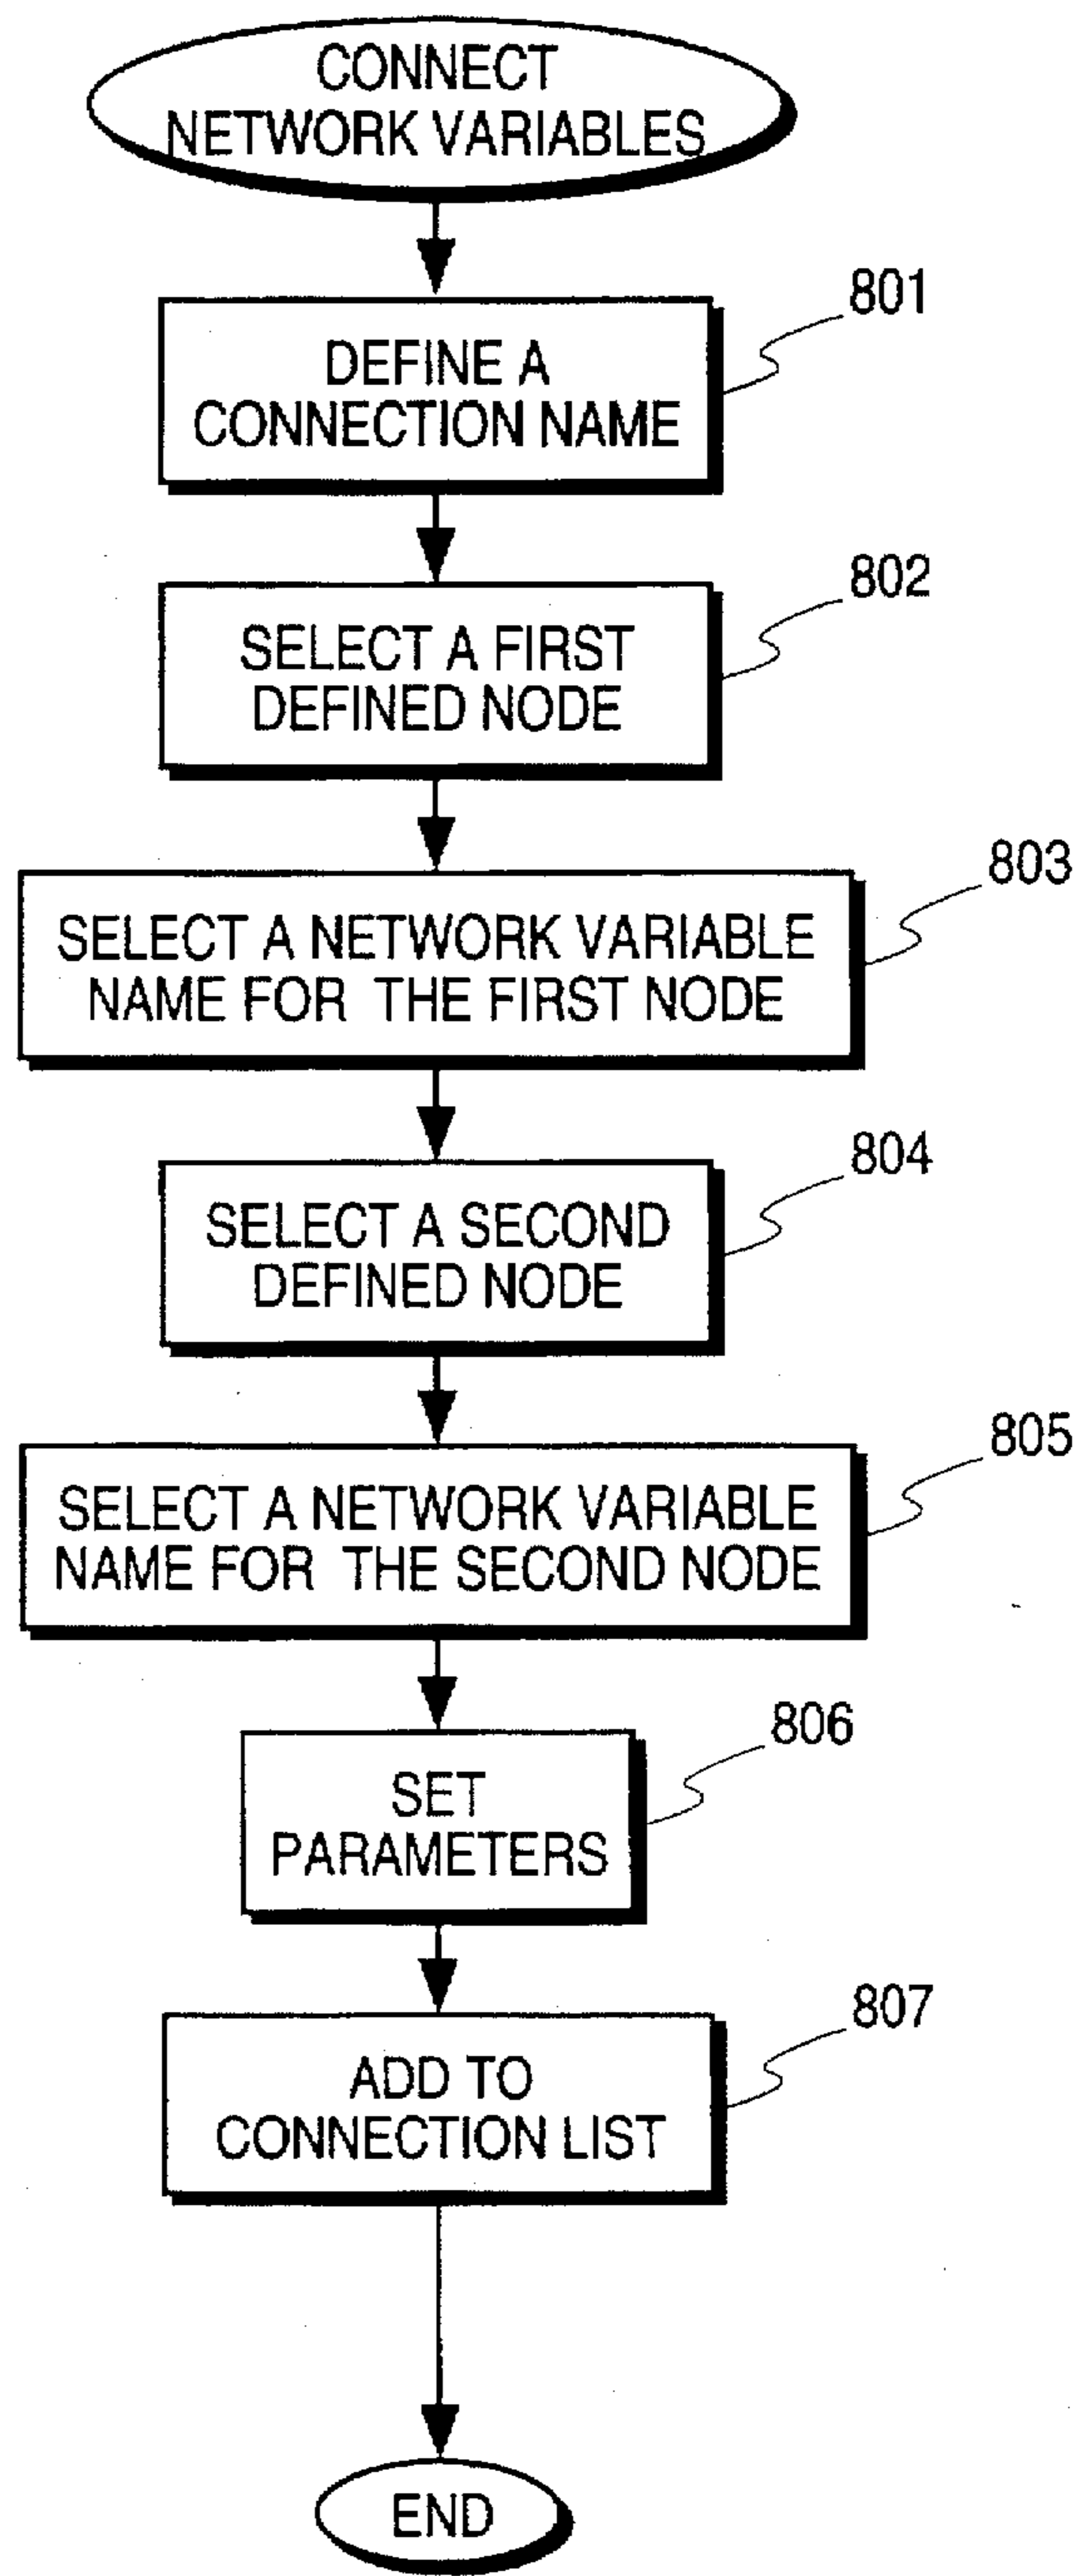 CONNECT
NETWORK VARIABLES
801
DEFINE A
CONNECTION NAME
802
SELECT A FIRST
DEFINED NODE
803
SELECT A NETWORK VARIABLE
NAME FOR THE FIRST NODE
804
SELECT A SECOND
DEFINED NODE
805
SELECT A NETWORK VARIABLE
NAME FOR THE SECOND NODE
806
SET
PARAMETERS
807
ADD TO
CONNECTION LIST
END